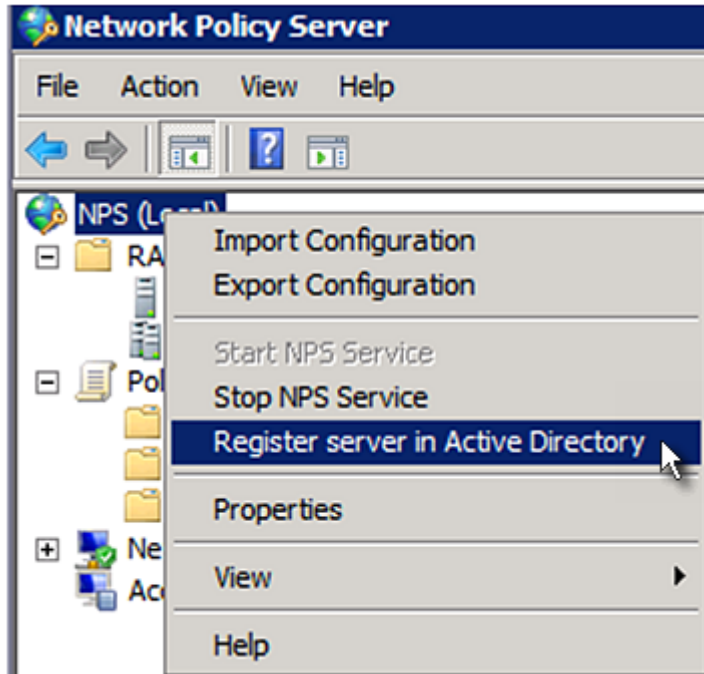 Network Policy Server
File Action View Help
NPS (Local)
Import Configuration
Export Configuration
Start NPS Service
Stop NPS Service
Register server in Active Directory
Properties
View
Help